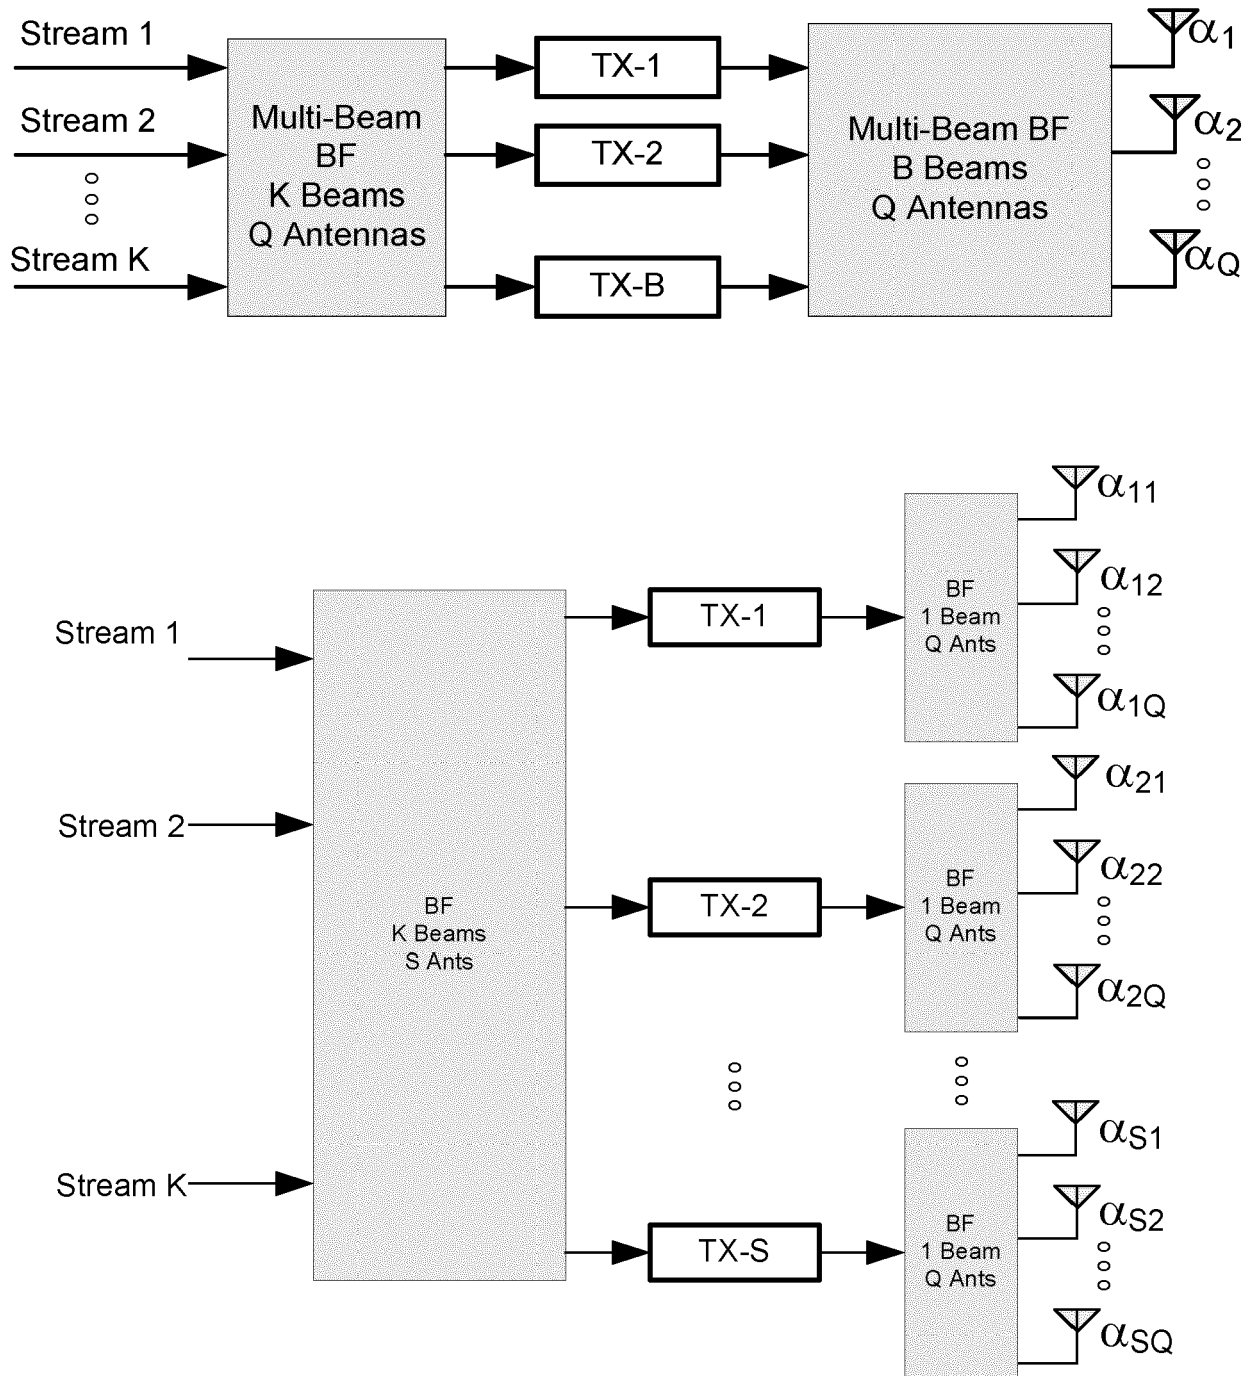 Stream 1
Stream 2
Stream K
Multi-Beam
BF
K Beams
Q Antennas
TX-1
TX-2
TX-B
Multi-Beam BF
B Beams
Q Antennas
α1
α2
αQ
Stream 1
Stream 2
Stream K
BF
K Beams
S Ants
TX-1
TX-2
TX-S
BF
1 Beam
Q Ants
α11
α12
α1Q
BF
1 Beam
Q Ants
α21
α22
α2Q
BF
1 Beam
Q Ants
αS1
αS2
αSQ